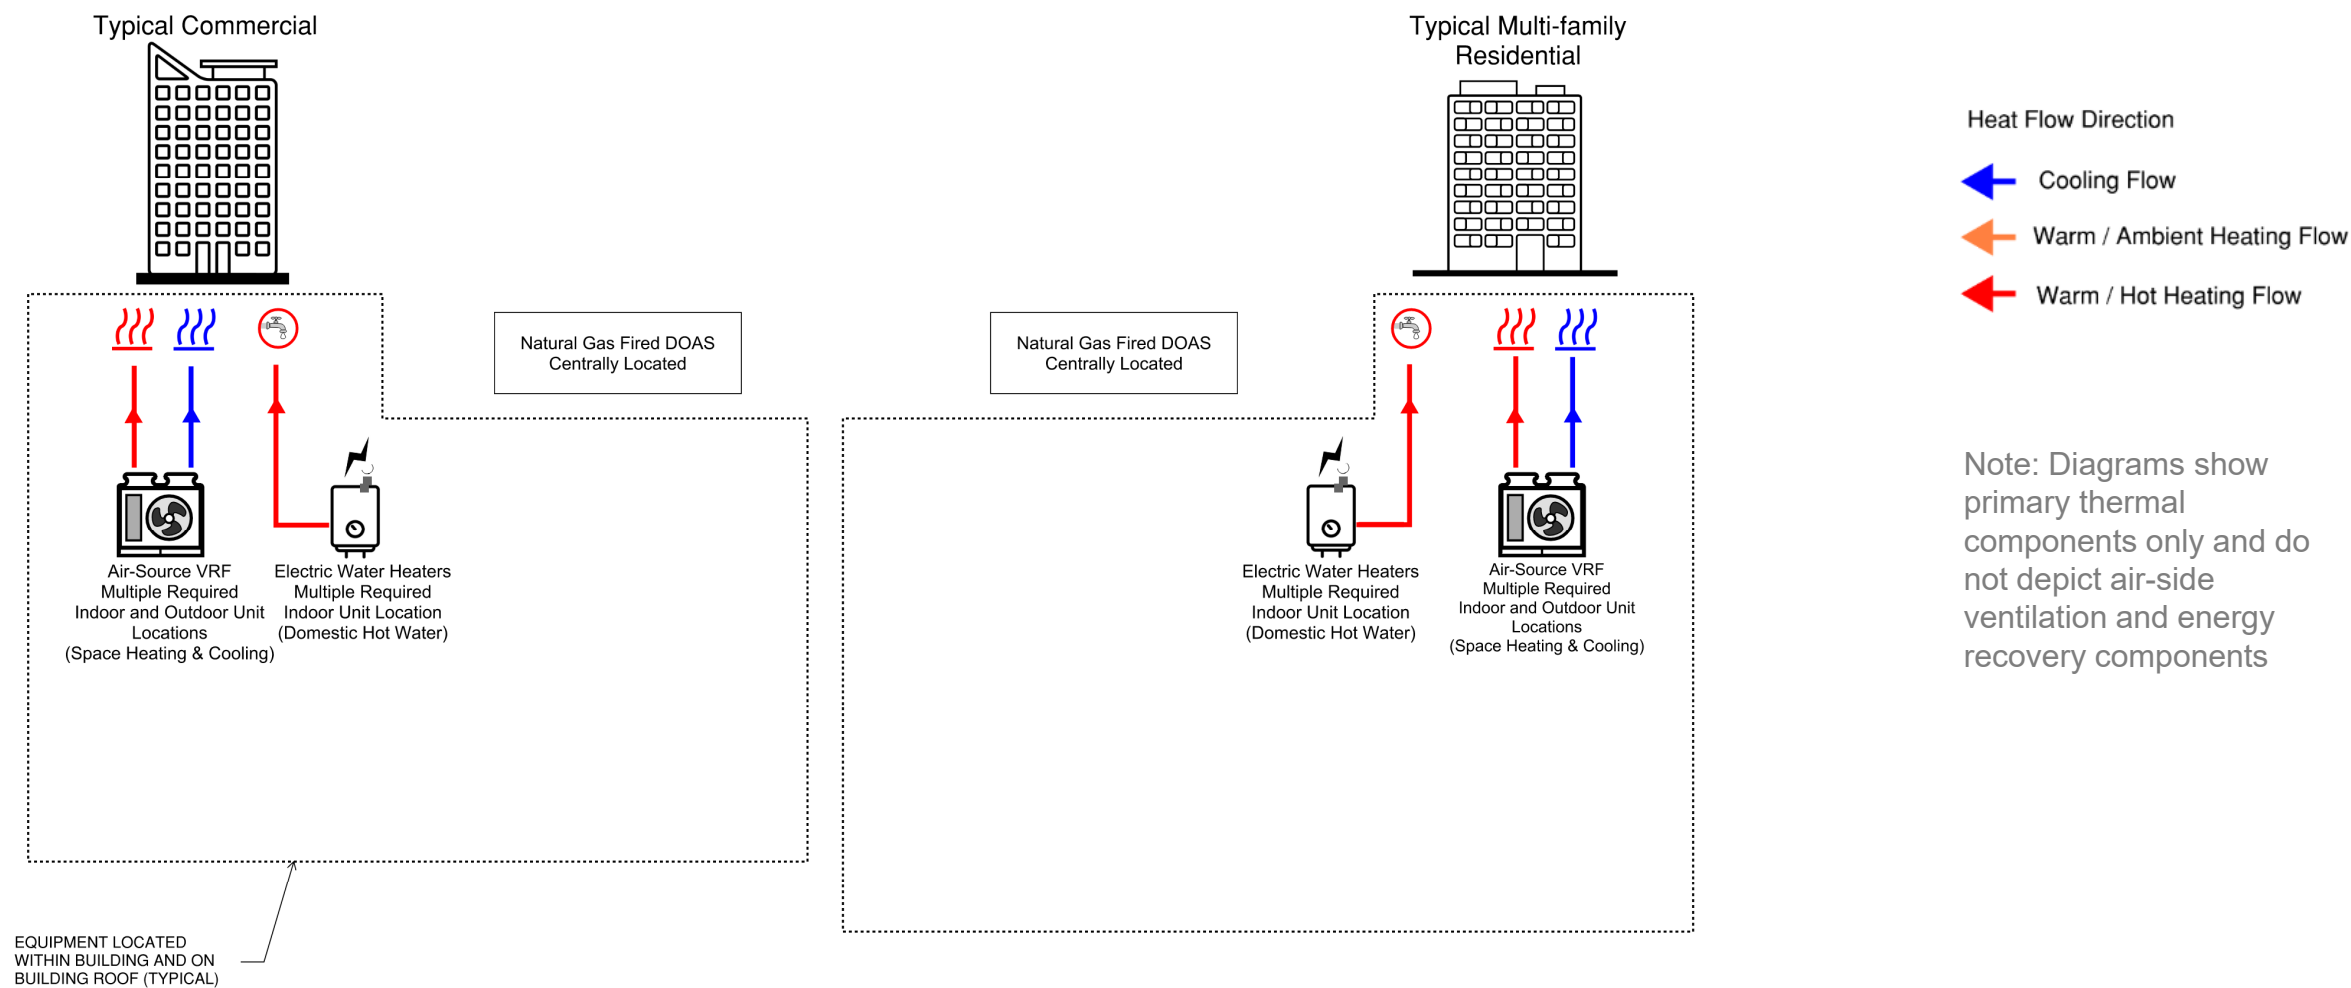 Typical Commercial
Typical Multi-family
Residential
Heat Flow Direction
Cooling Flow
Warm / Ambient Heating Flow
Warm / Hot Heating Flow
Natural Gas Fired DOAS
Centrally Located
Natural Gas Fired DOAS
Centrally Located
Air-Source VRF
Multiple Required
Indoor and Outdoor Unit
Locations
(Space Heating & Cooling)
Electric Water Heaters
Multiple Required
Indoor Unit Location
(Domestic Hot Water)
Electric Water Heaters
Multiple Required
Indoor Unit Location
(Domestic Hot Water)
Air-Source VRF
Multiple Required
Indoor and Outdoor Unit
Locations
(Space Heating & Cooling)
Note: Diagrams show
primary thermal
components only and do
not depict air-side
ventilation and energy
recovery components
EQUIPMENT LOCATED
WITHIN BUILDING AND ON
BUILDING ROOF (TYPICAL)